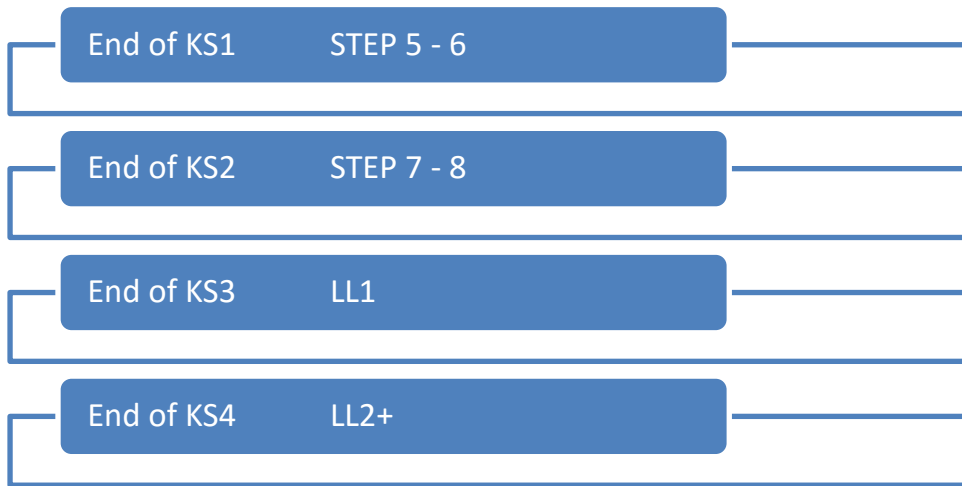 End of KS1 STEP 5 - 6
End of KS2 STEP 7 - 8
End of KS3 LL1
End of KS4 LL2+